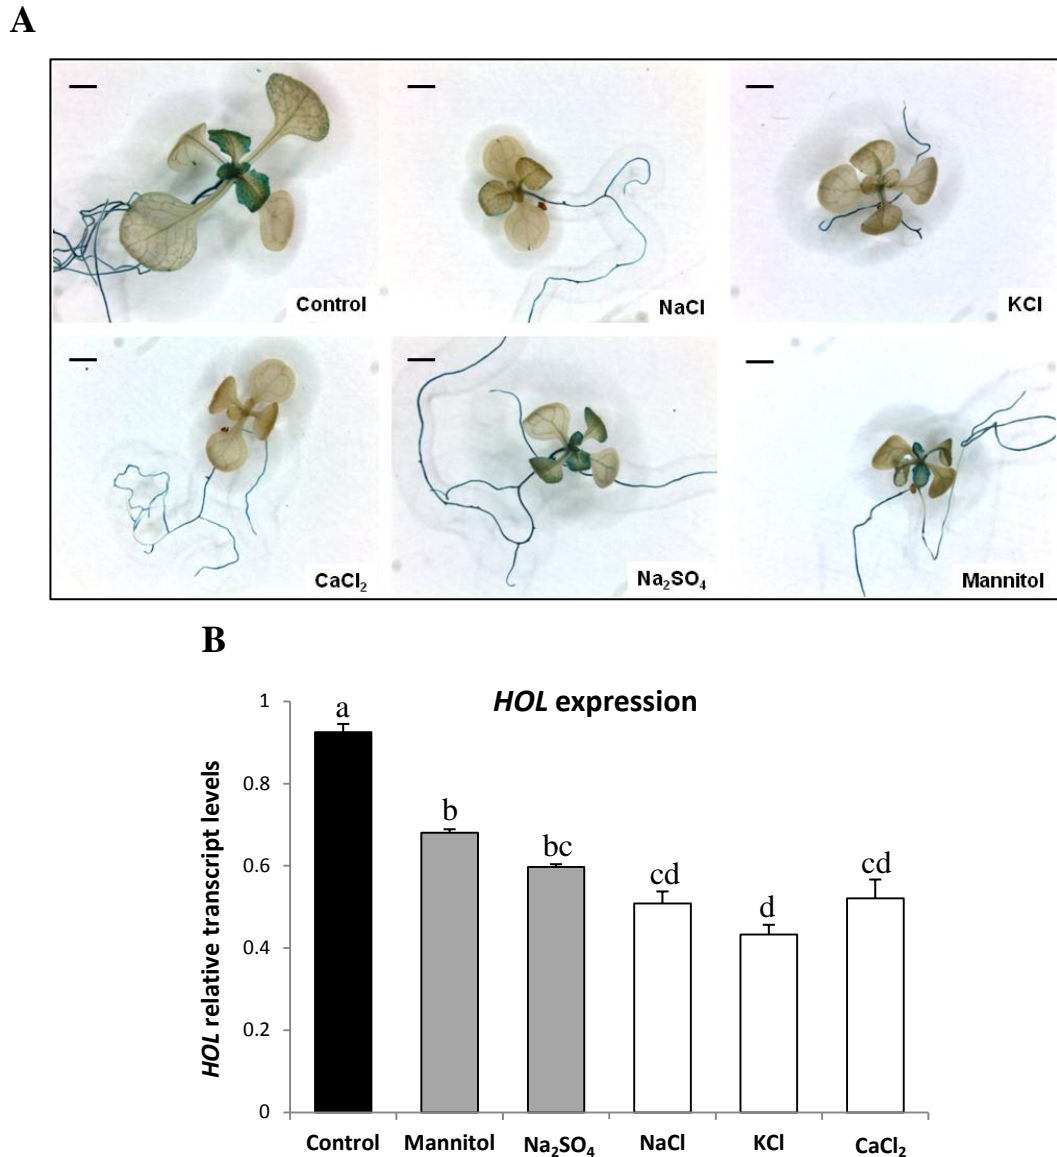 A
Control
NaCl
KCl
CaCl₂
Na₂SO₄
Mannitol
B
HOL expression
HOL relative transcript levels
1
0.8
0.6
0.4
0.2
0
a
b
bc
cd
d
cd
Control Mannitol Na₂SO₄ NaCl KCl CaCl₂